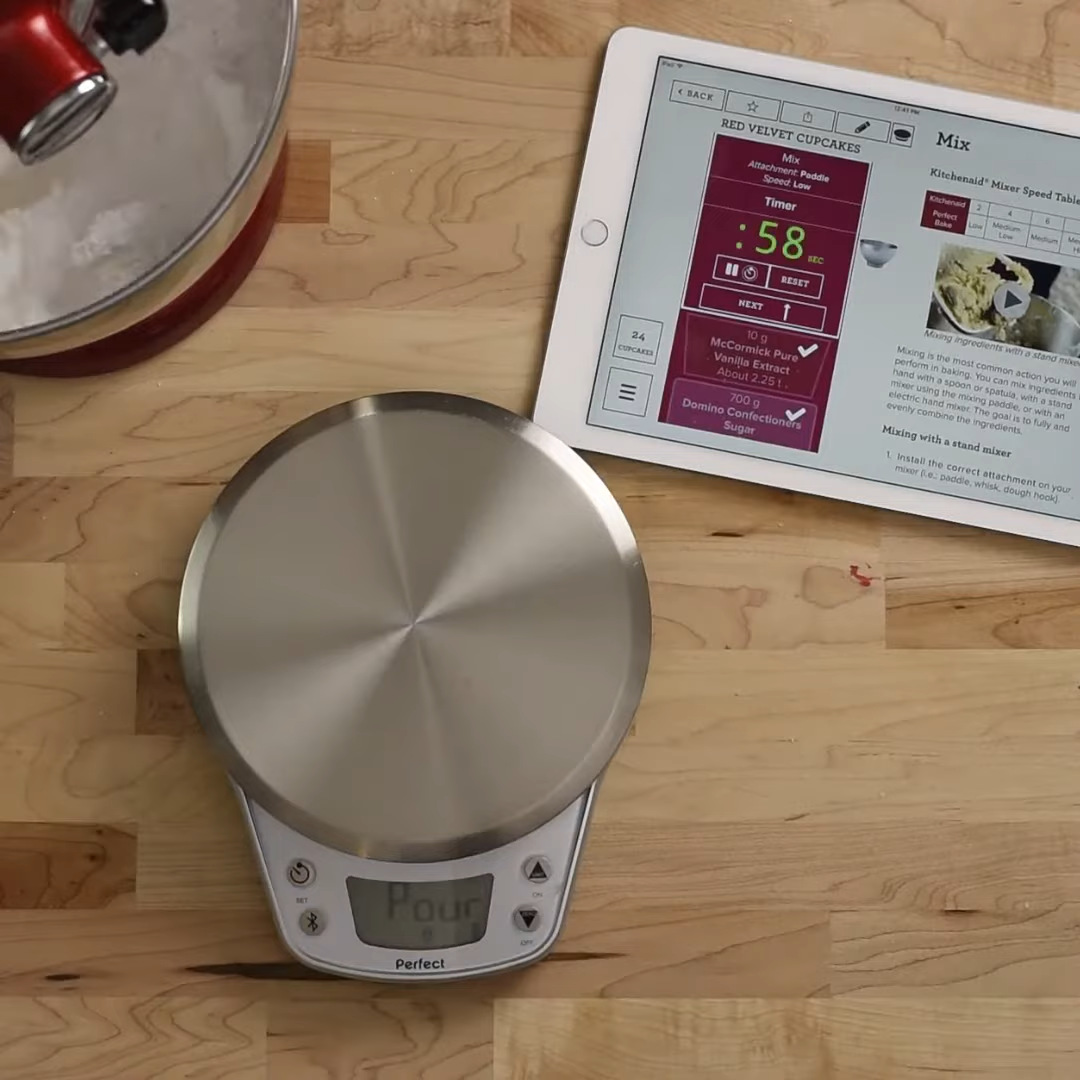 iPad
12:41 PM
< BACK
RED VELVET CUPCAKES
Mix
Attachment: Paddle
Speed: Low
Timer
:58 SEC
RESET
NEXT
10 g
McCormick Pure
Vanilla Extract
About 2.25 t
700 g
Domino Confectioners
Sugar
24
CUPCAKES
Mix
Kitchenaid® Mixer Speed Table
Kitchenaid 2 4 6
Perfect Bake Low Medium Low Medium
Mixing ingredients with a stand mixer
Mixing is the most common action you will
perform in baking. You can mix ingredients by
hand with a spoon or spatula, with a stand
mixer using the mixing paddle, or with an
electric hand mixer. The goal is to fully and
evenly combine the ingredients.
Mixing with a stand mixer
1. Install the correct attachment on your
mixer (i.e.; paddle, whisk, dough hook).
SET
Pour
ON
OFF
Perfect